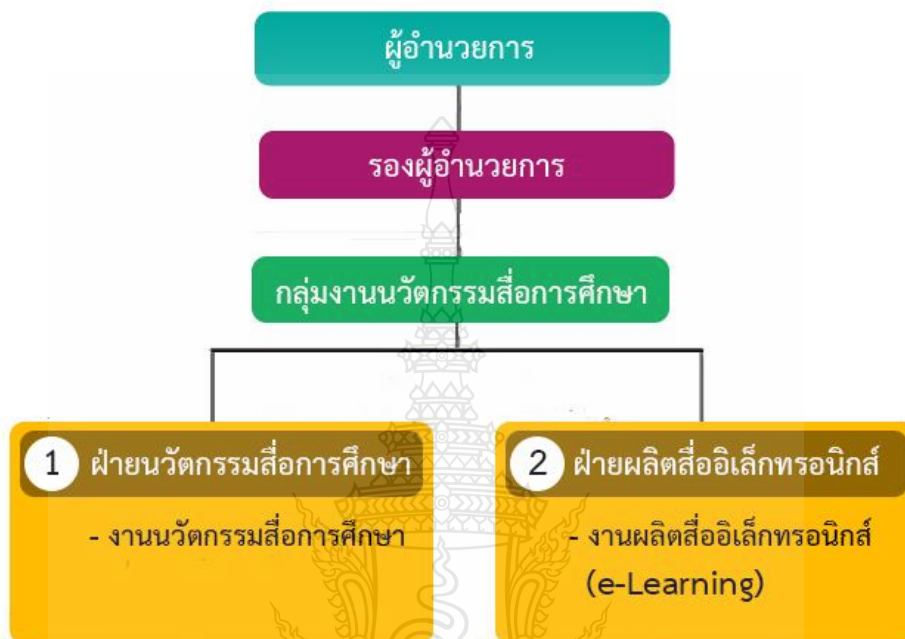 ผู้อำนวยการ
รองผู้อำนวยการ
กลุ่มงานนวัตกรรมสื่อการศึกษา
1 ฝ่ายนวัตกรรมสื่อการศึกษา
- งานนวัตกรรมสื่อการศึกษา
2 ฝ่ายผลิตสื่ออิเล็กทรอนิกส์
- งานผลิตสื่ออิเล็กทรอนิกส์
(e-Learning)